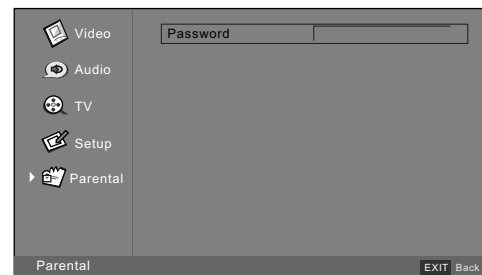 Video
Password
Audio
TV
Setup
Parental
Parental
EXIT Back